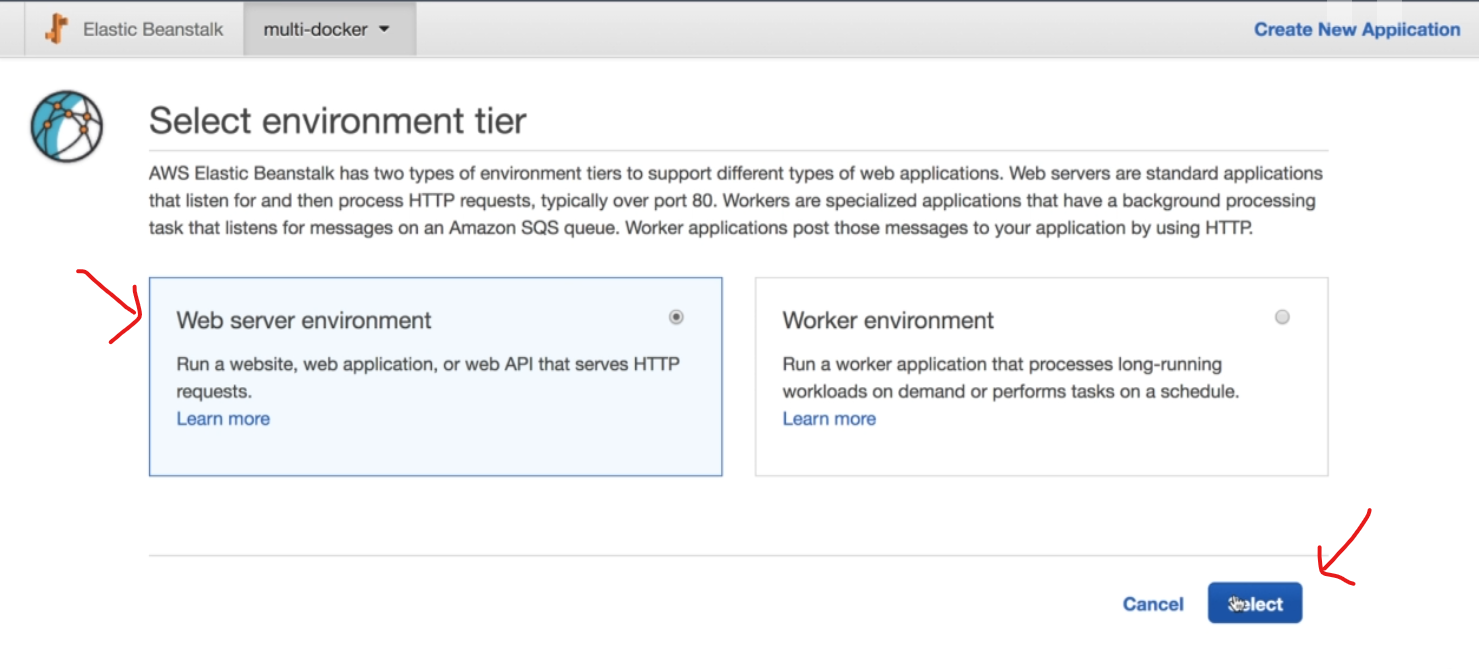 Elastic Beanstalk multi-docker Create New Application
Select environment tier
AWS Elastic Beanstalk has two types of environment tiers to support different types of web applications. Web servers are standard applications
that listen for and then process HTTP requests, typically over port 80. Workers are specialized applications that have a background processing
task that listens for messages on an Amazon SQS queue. Worker applications post those messages to your application by using HTTP.
Web server environment
Run a website, web application, or web API that serves HTTP
requests.
Learn more
Worker environment
Run a worker application that processes long-running
workloads on demand or performs tasks on a schedule.
Learn more
Cancel Select